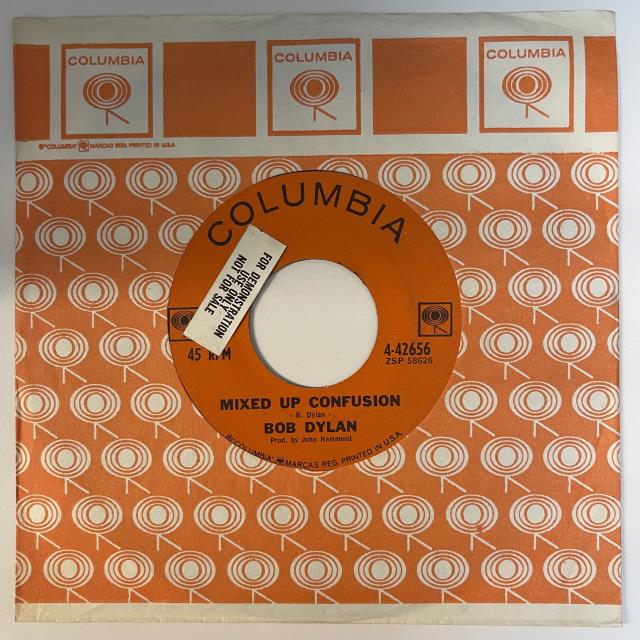 COLUMBIA
COLUMBIA
COLUMBIA
®"COLUMBIA" MARCAS REG. PRINTED IN U.S.A.
COLUMBIA
FOR DEMONSTRATION
USE ONLY
NOT FOR SALE
45 RPM
4-42656
ZSP 58626
MIXED UP CONFUSION
- B. Dylan -
BOB DYLAN
Prod. by John Hammond
®"COLUMBIA" MARCAS REG. PRINTED IN U.S.A.